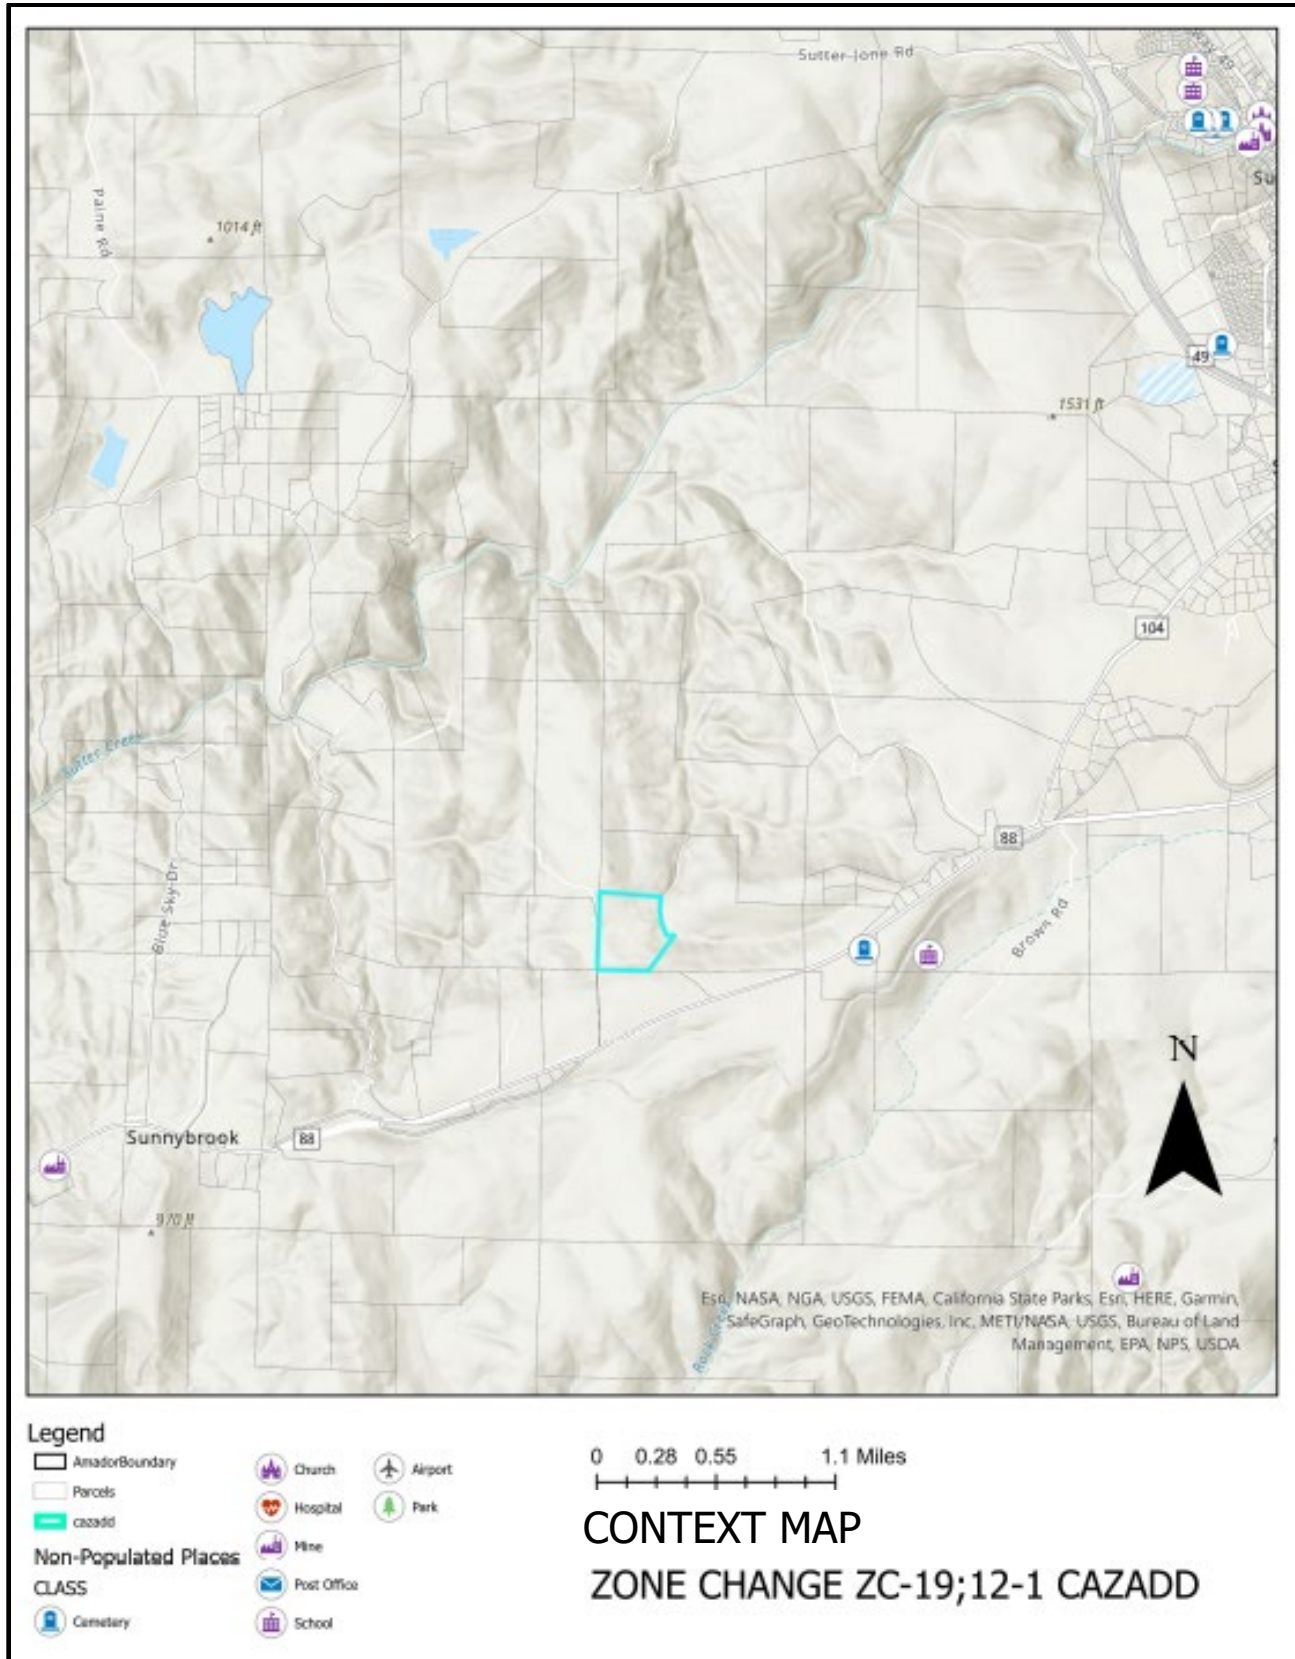 Sutter-Ione Rd
Paine Rd
1014 ft
Su
49
1531 ft
104
Sutter Creek
88
Blue Sky Dr
Brown Rd
N
Sunnybrook
88
970 ft
Esri, NASA, NGA, USGS, FEMA, California State Parks, Esri, HERE, Garmin,
SafeGraph, GeoTechnologies, Inc, METI/NASA, USGS, Bureau of Land
Management, EPA, NPS, USDA
Legend
AmadorBoundary
Parcels
cazadd
Non-Populated Places
CLASS
Cemetery
Church
Hospital
Mine
Post Office
School
Airport
Park
0 0.28 0.55 1.1 Miles
CONTEXT MAP
ZONE CHANGE ZC-19;12-1 CAZADD